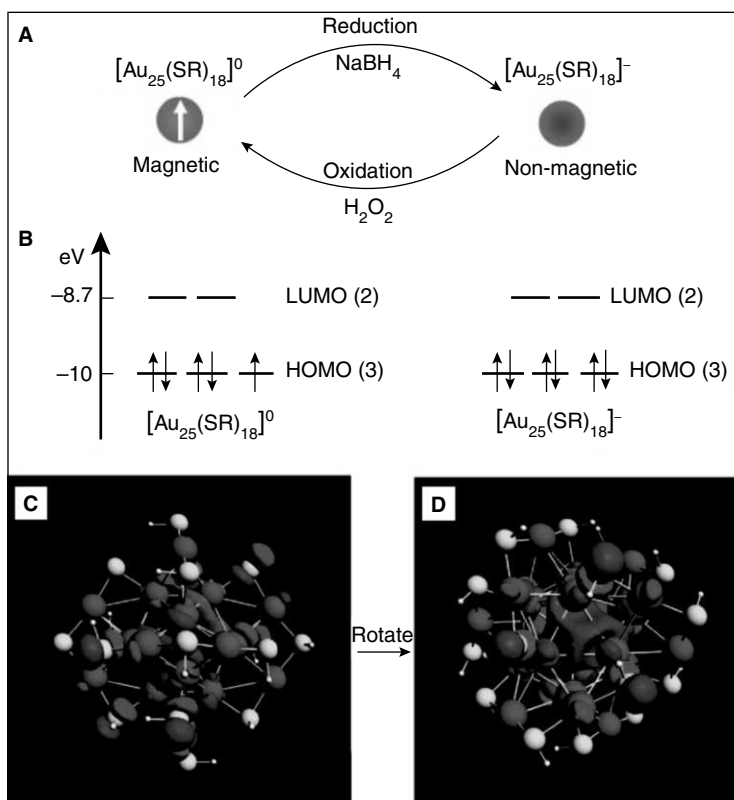 A
Reduction
NaBH4
[Au25(SR)18]0
[Au25(SR)18]−
Magnetic
Non-magnetic
Oxidation
H2O2
B
eV
−8.7
LUMO (2)
LUMO (2)
−10
HOMO (3)
HOMO (3)
[Au25(SR)18]0
[Au25(SR)18]−
C
D
Rotate